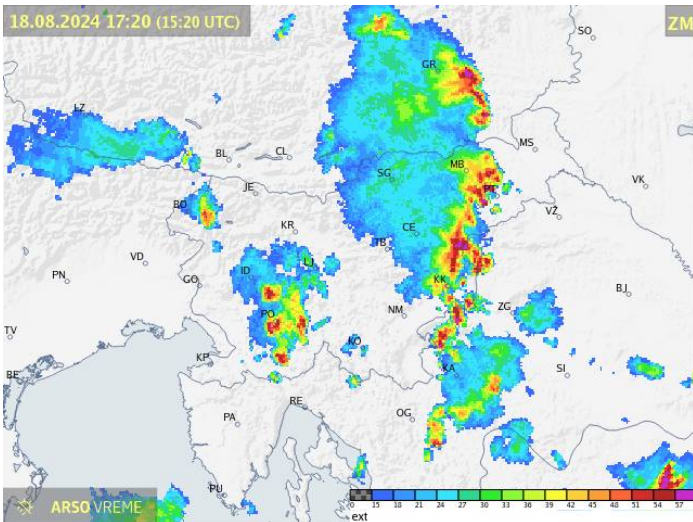 18.08.2024 17:20 (15:20 UTC)
ZM
SO
GR
LZ
MS
BL
CL
MB
SG
PT
VK
JE
BD
VŽ
KR
CE
TB
VD
ID
LJ
PN
GO
KK
BJ
PO
NM
ZG
TV
KO
KP
BE
KA
SI
RE
PA
OG
PU
ARSO VREME
0 15 18 21 24 27 30 33 36 39 42 45 48 51 54 57
ext